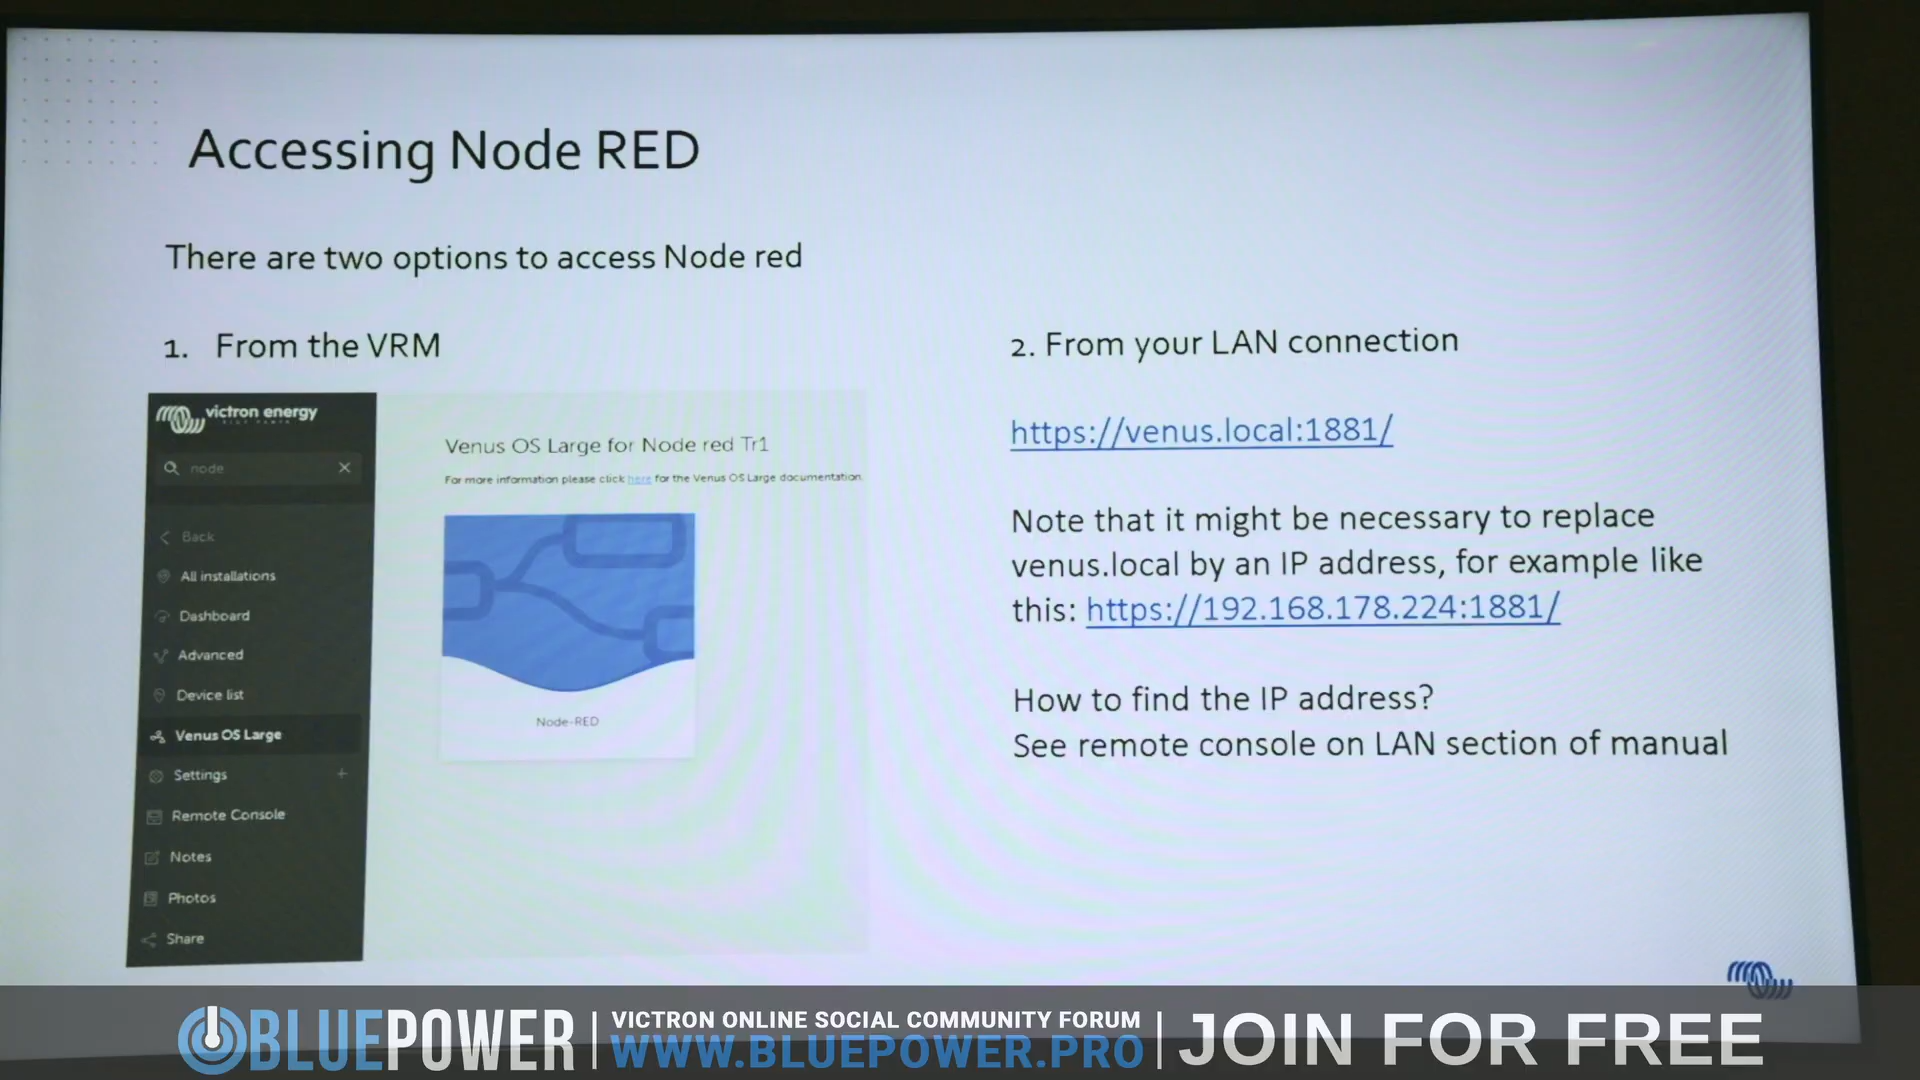 Accessing Node RED
There are two options to access Node red
1. From the VRM
victron energy
BLUE POWER
node
Back
All installations
Dashboard
Advanced
Device list
Venus OS Large
Settings
Remote Console
Notes
Photos
Share
Venus OS Large for Node red Tr1
For more information please click here for the Venus OS Large documentation.
Node-RED
2. From your LAN connection
https://venus.local:1881/
Note that it might be necessary to replace
venus.local by an IP address, for example like
this: https://192.168.178.224:1881/
How to find the IP address?
See remote console on LAN section of manual
BLUEPOWER
VICTRON ONLINE SOCIAL COMMUNITY FORUM
WWW.BLUEPOWER.PRO
JOIN FOR FREE